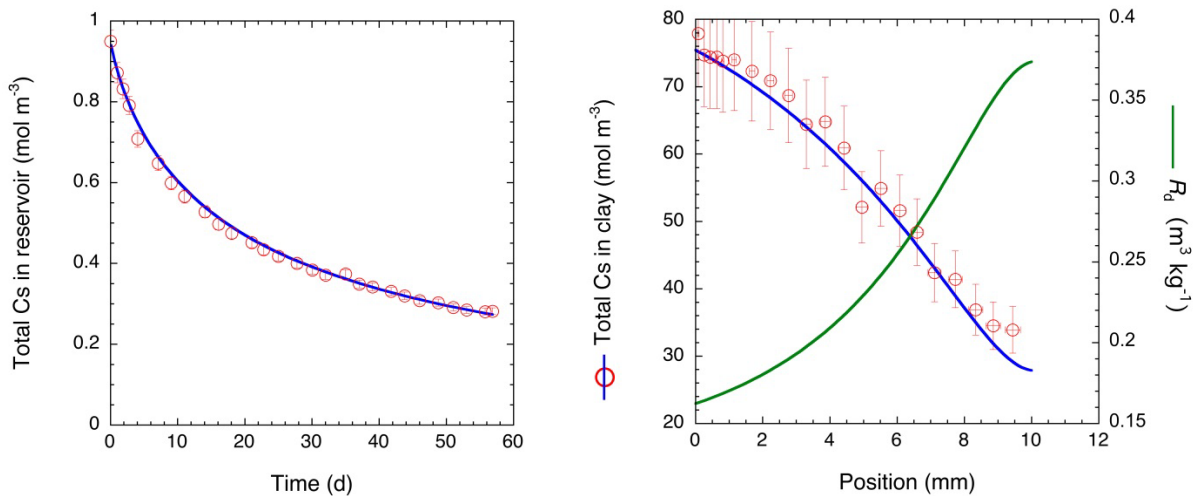 1
0.8
0.6
0.4
0.2
0
0 10 20 30 40 50 60
Total Cs in reservoir (mol m⁻³)
Time (d)
80
70
60
50
40
30
20
0 2 4 6 8 10 12
Total Cs in clay (mol m⁻³)
Position (mm)
0.4
0.35
0.3
0.25
0.2
0.15
R_d (m³ kg⁻¹)